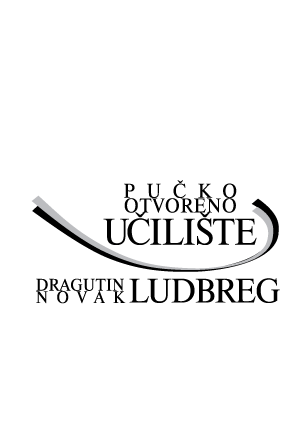 PUČKO
OTVORENO
UČILIŠTE
DRAGUTIN
NOVAK
LUDBREG